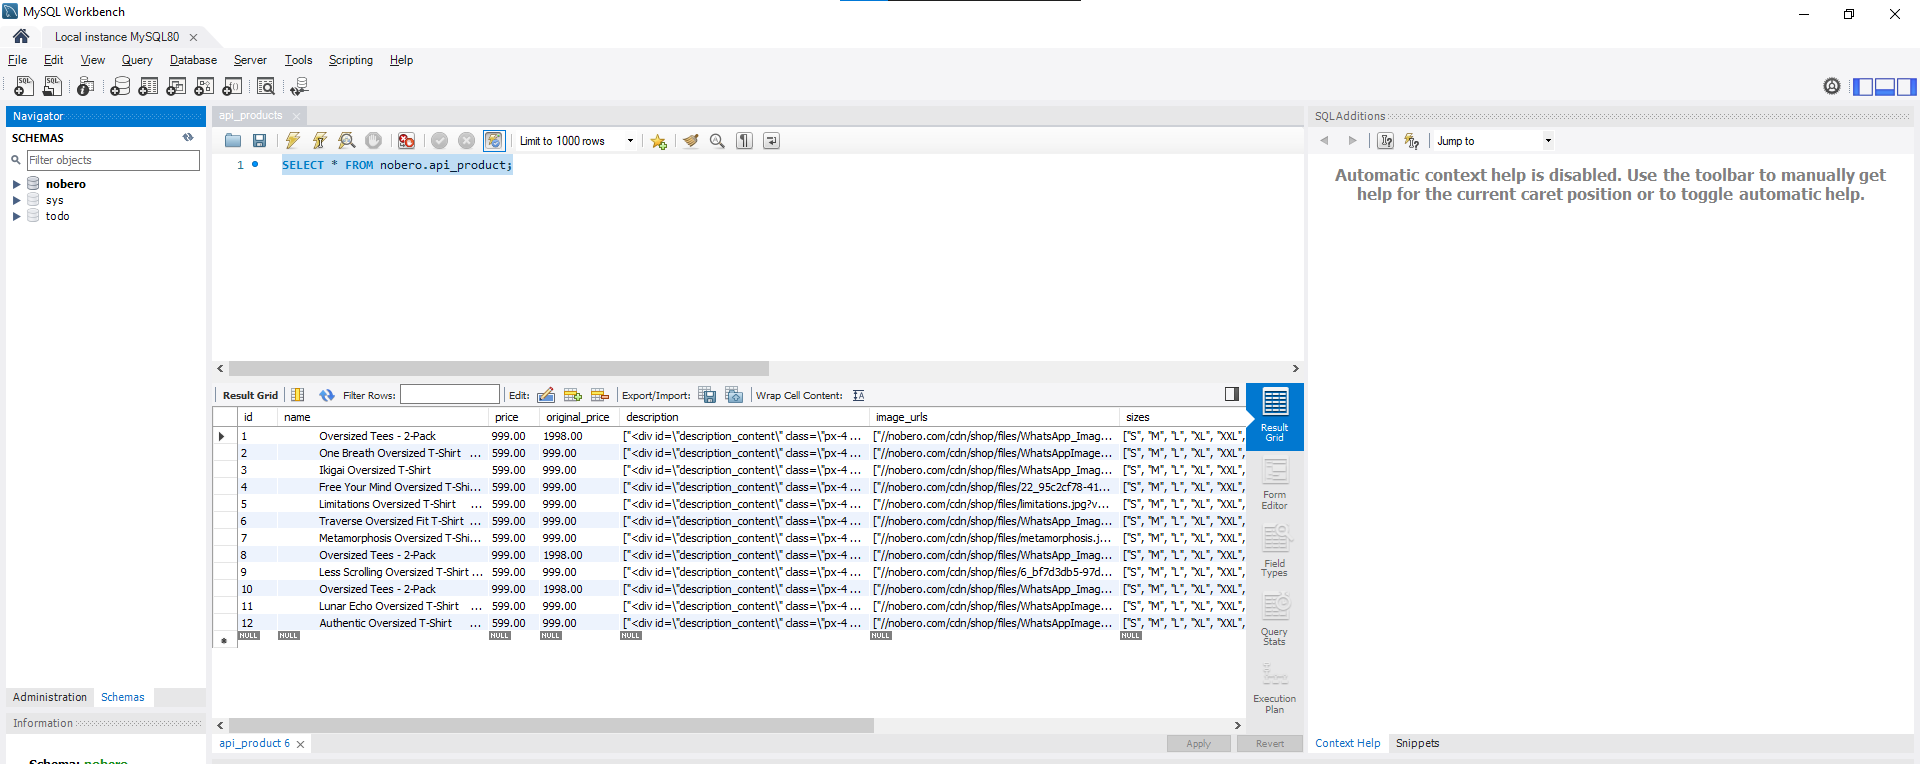 MySQL Workbench
Local instance MySQL80
File Edit View Query Database Server Tools Scripting Help
Navigator
SCHEMAS
Filter objects
nobero
sys
todo
Administration Schemas
Information
Schema: nobero
api_products
Limit to 1000 rows
1 SELECT * FROM nobero.api_product;
Result Grid Filter Rows: Edit: Export/Import: Wrap Cell Content:
id name price original_price description image_urls sizes
1 Oversized Tees - 2-Pack 999.00 1998.00 ["<div id=\"description_content\" class=\"px-4 ... ["//nobero.com/cdn/shop/files/WhatsApp_Imag... ["S", "M", "L", "XL", "XXL",
2 One Breath Oversized T-Shirt ... 599.00 999.00 ["<div id=\"description_content\" class=\"px-4 ... ["//nobero.com/cdn/shop/files/WhatsAppImage... ["S", "M", "L", "XL", "XXL",
3 Ikigai Oversized T-Shirt 599.00 999.00 ["<div id=\"description_content\" class=\"px-4 ... ["//nobero.com/cdn/shop/files/WhatsApp_Imag... ["S", "M", "L", "XL", "XXL",
4 Free Your Mind Oversized T-Shi... 599.00 999.00 ["<div id=\"description_content\" class=\"px-4 ... ["//nobero.com/cdn/shop/files/22_95c2cf78-41... ["S", "M", "L", "XL", "XXL",
5 Limitations Oversized T-Shirt ... 599.00 999.00 ["<div id=\"description_content\" class=\"px-4 ... ["//nobero.com/cdn/shop/files/limitations.jpg?v... ["S", "M", "L", "XL", "XXL",
6 Traverse Oversized Fit T-Shirt ... 599.00 999.00 ["<div id=\"description_content\" class=\"px-4 ... ["//nobero.com/cdn/shop/files/WhatsApp_Imag... ["S", "M", "L", "XL", "XXL",
7 Metamorphosis Oversized T-Shi... 599.00 999.00 ["<div id=\"description_content\" class=\"px-4 ... ["//nobero.com/cdn/shop/files/metamorphosis.j... ["S", "M", "L", "XL", "XXL",
8 Oversized Tees - 2-Pack 999.00 1998.00 ["<div id=\"description_content\" class=\"px-4 ... ["//nobero.com/cdn/shop/files/WhatsApp_Imag... ["S", "M", "L", "XL", "XXL",
9 Less Scrolling Oversized T-Shirt ... 599.00 999.00 ["<div id=\"description_content\" class=\"px-4 ... ["//nobero.com/cdn/shop/files/6_bf7d3db5-97d... ["S", "M", "L", "XL", "XXL",
10 Oversized Tees - 2-Pack 999.00 1998.00 ["<div id=\"description_content\" class=\"px-4 ... ["//nobero.com/cdn/shop/files/WhatsApp_Imag... ["S", "M", "L", "XL", "XXL",
11 Lunar Echo Oversized T-Shirt ... 599.00 999.00 ["<div id=\"description_content\" class=\"px-4 ... ["//nobero.com/cdn/shop/files/WhatsAppImage... ["S", "M", "L", "XL", "XXL",
12 Authentic Oversized T-Shirt ... 599.00 999.00 ["<div id=\"description_content\" class=\"px-4 ... ["//nobero.com/cdn/shop/files/WhatsAppImage... ["S", "M", "L", "XL", "XXL",
NULL NULL NULL NULL NULL NULL NULL
Result
Grid
Form
Editor
Field
Types
Query
Stats
Execution
Plan
api_product 6
Apply Revert
SQLAdditions
Jump to
Automatic context help is disabled. Use the toolbar to manually get
help for the current caret position or to toggle automatic help.
Context Help Snippets